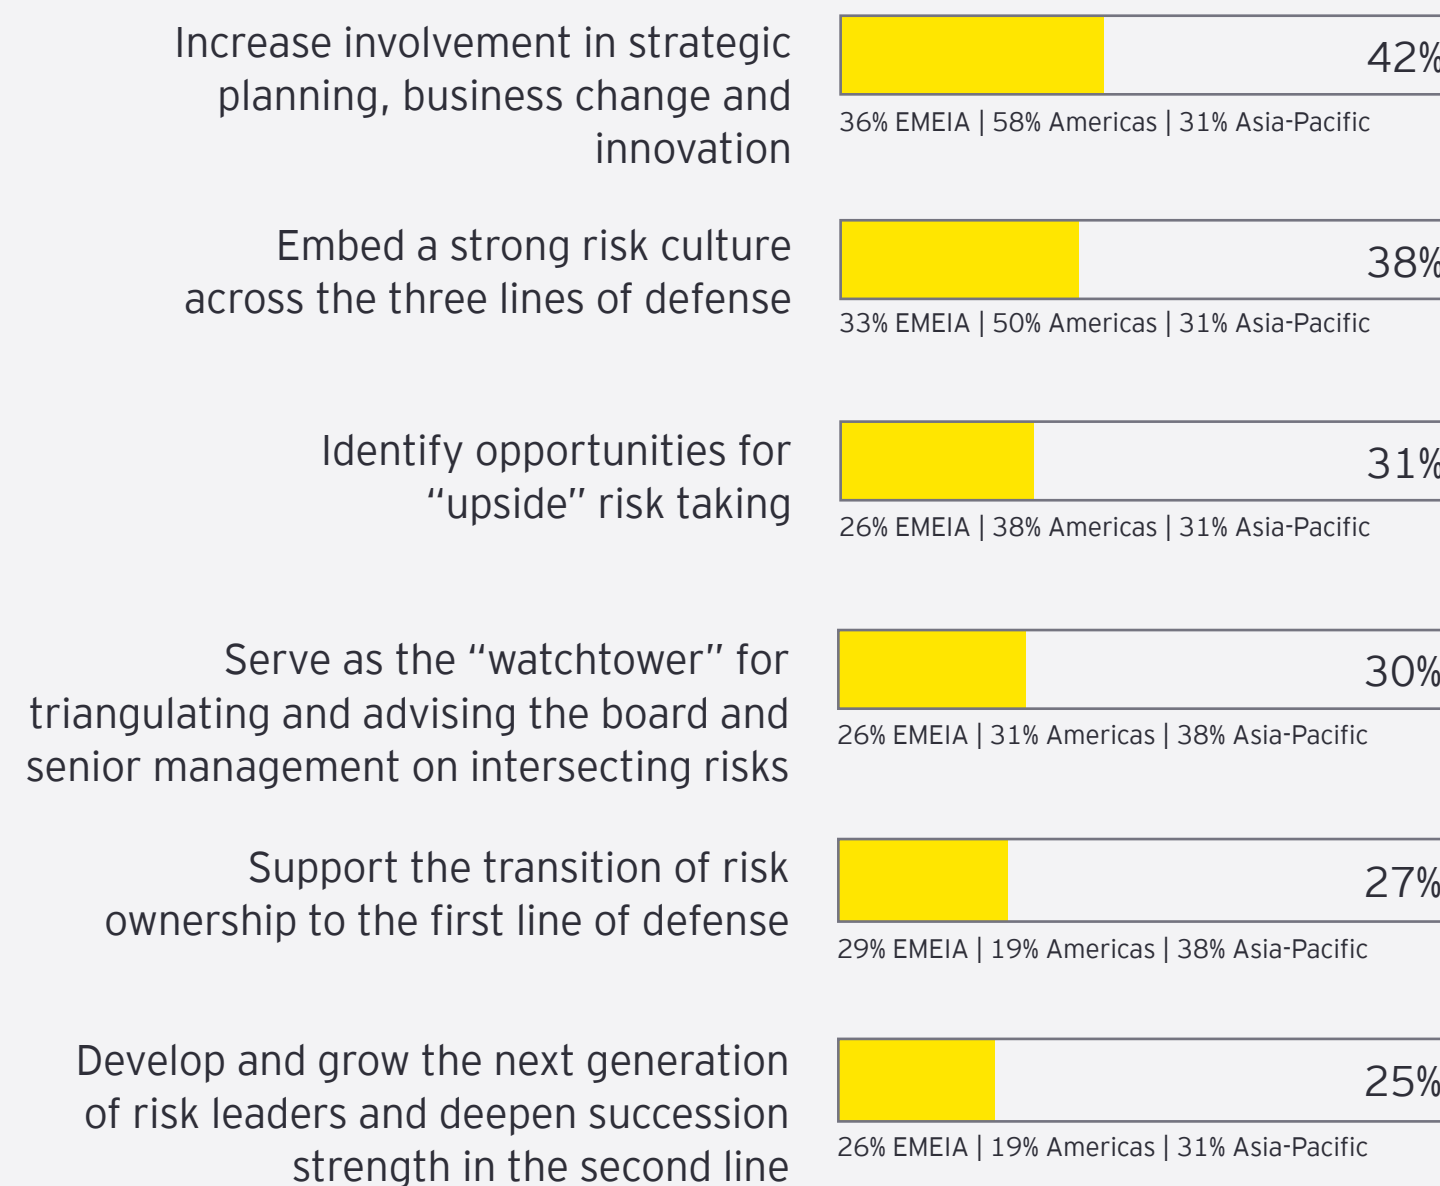 Increase involvement in strategic
planning, business change and
innovation
42%
36% EMEIA | 58% Americas | 31% Asia-Pacific
Embed a strong risk culture
across the three lines of defense
38%
33% EMEIA | 50% Americas | 31% Asia-Pacific
Identify opportunities for
“upside” risk taking
31%
26% EMEIA | 38% Americas | 31% Asia-Pacific
Serve as the “watchtower” for
triangulating and advising the board and
senior management on intersecting risks
30%
26% EMEIA | 31% Americas | 38% Asia-Pacific
Support the transition of risk
ownership to the first line of defense
27%
29% EMEIA | 19% Americas | 38% Asia-Pacific
Develop and grow the next generation
of risk leaders and deepen succession
strength in the second line
25%
26% EMEIA | 19% Americas | 31% Asia-Pacific